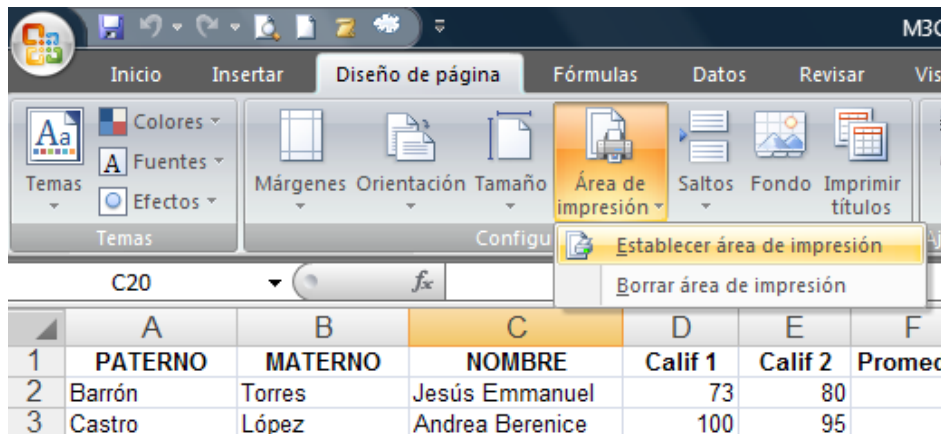 M3C
Inicio Insertar Diseño de página Fórmulas Datos Revisar Vis
Aa Temas
Colores
A Fuentes
Efectos
Márgenes Orientación Tamaño Área de impresión Saltos Fondo Imprimir títulos
Temas Configu
Establecer área de impresión
Borrar área de impresión
C20 fx
A B C D E F
1 PATERNO MATERNO NOMBRE Calif 1 Calif 2 Promed
2 Barrón Torres Jesús Emmanuel 73 80
3 Castro López Andrea Berenice 100 95